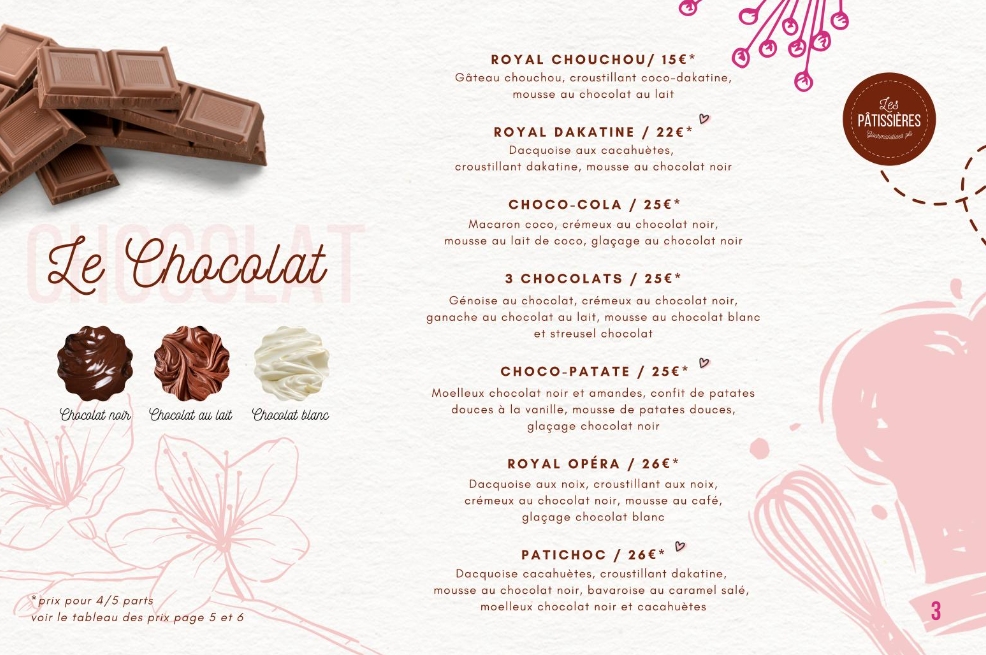 CHOCOLAT
Le Chocolat
Chocolat noir
Chocolat au lait
Chocolat blanc
*prix pour 4/5 parts
voir le tableau des prix page 5 et 6
ROYAL CHOUCHOU/ 15€*
Gâteau chouchou, croustillant coco-dakatine,
mousse au chocolat au lait
ROYAL DAKATINE / 22€*
Dacquoise aux cacahuètes,
croustillant dakatine, mousse au chocolat noir
CHOCO-COLA / 25€*
Macaron coco, crémeux au chocolat noir,
mousse au lait de coco, glaçage au chocolat noir
3 CHOCOLATS / 25€*
Génoise au chocolat, crémeux au chocolat noir,
ganache au chocolat au lait, mousse au chocolat blanc
et streusel chocolat
CHOCO-PATATE / 25€*
Moelleux chocolat noir et amandes, confit de patates
douces à la vanille, mousse de patates douces,
glaçage chocolat noir
ROYAL OPÉRA / 26€*
Dacquoise aux noix, croustillant aux noix,
crémeux au chocolat noir, mousse au café,
glaçage chocolat blanc
PATICHOC / 26€*
Dacquoise cacahuètes, croustillant dakatine,
mousse au chocolat noir, bavaroise au caramel salé,
moelleux chocolat noir et cacahuètes
Les
PÂTISSIÈRES
3